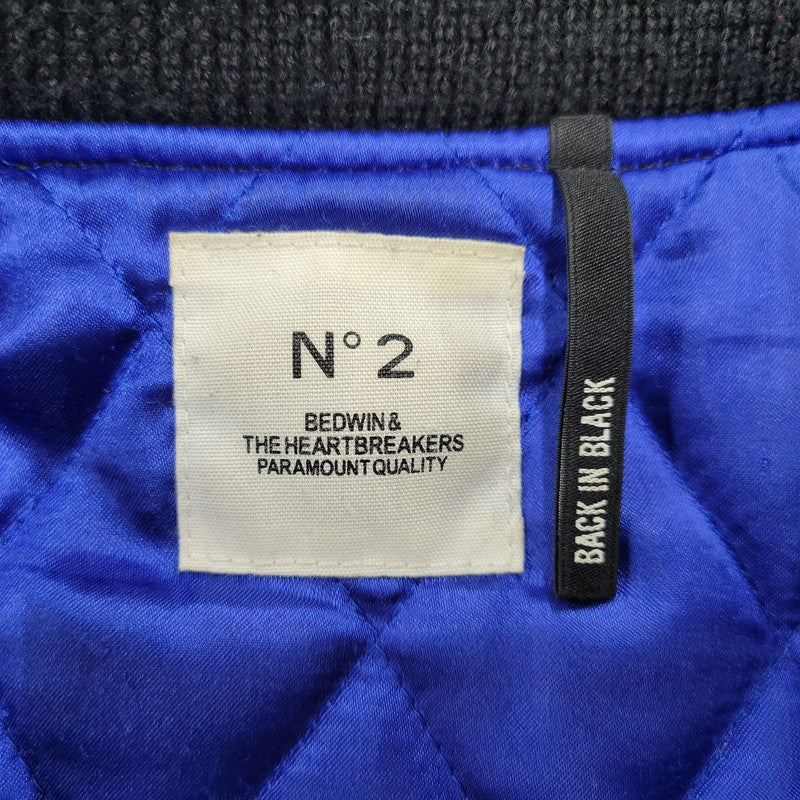 N° 2
BEDWIN &
THE HEARTBREAKERS
PARAMOUNT QUALITY
BACK IN BLACK